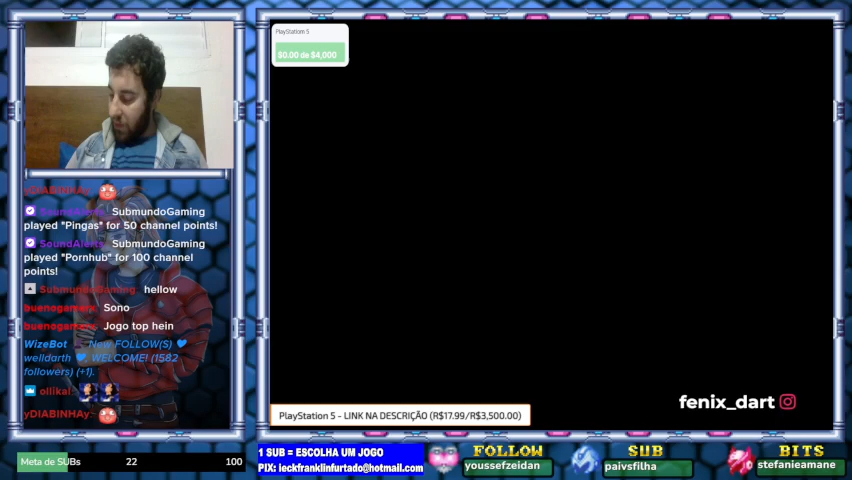 PlayStation 5
$0.00 de $4,000
yDIABINHAy:
SoundAlerts: SubmundoGaming
played "Pingas" for 50 channel points!
SoundAlerts: SubmundoGaming
played "Pornhub" for 100 channel
points!
SubmundoGaming: hellow
buenogamers: Sono
buenogamers: Jogo top hein
WizeBot New FOLLOW(S)
welldarth, WELCOME! (1582
followers) (+1).
ollikal:
yDIABINHAy:
PlayStation 5 - LINK NA DESCRIÇÃO (R$17.99/R$3,500.00)
fenix_dart
Meta de SUBs 22 100
1 SUB = ESCOLHA UM JOGO
PIX: ieckfranklinfurtado@hotmail.com
FOLLOW
youssefzeidan
SUB
paivsfilha
BITS
stefanieamane